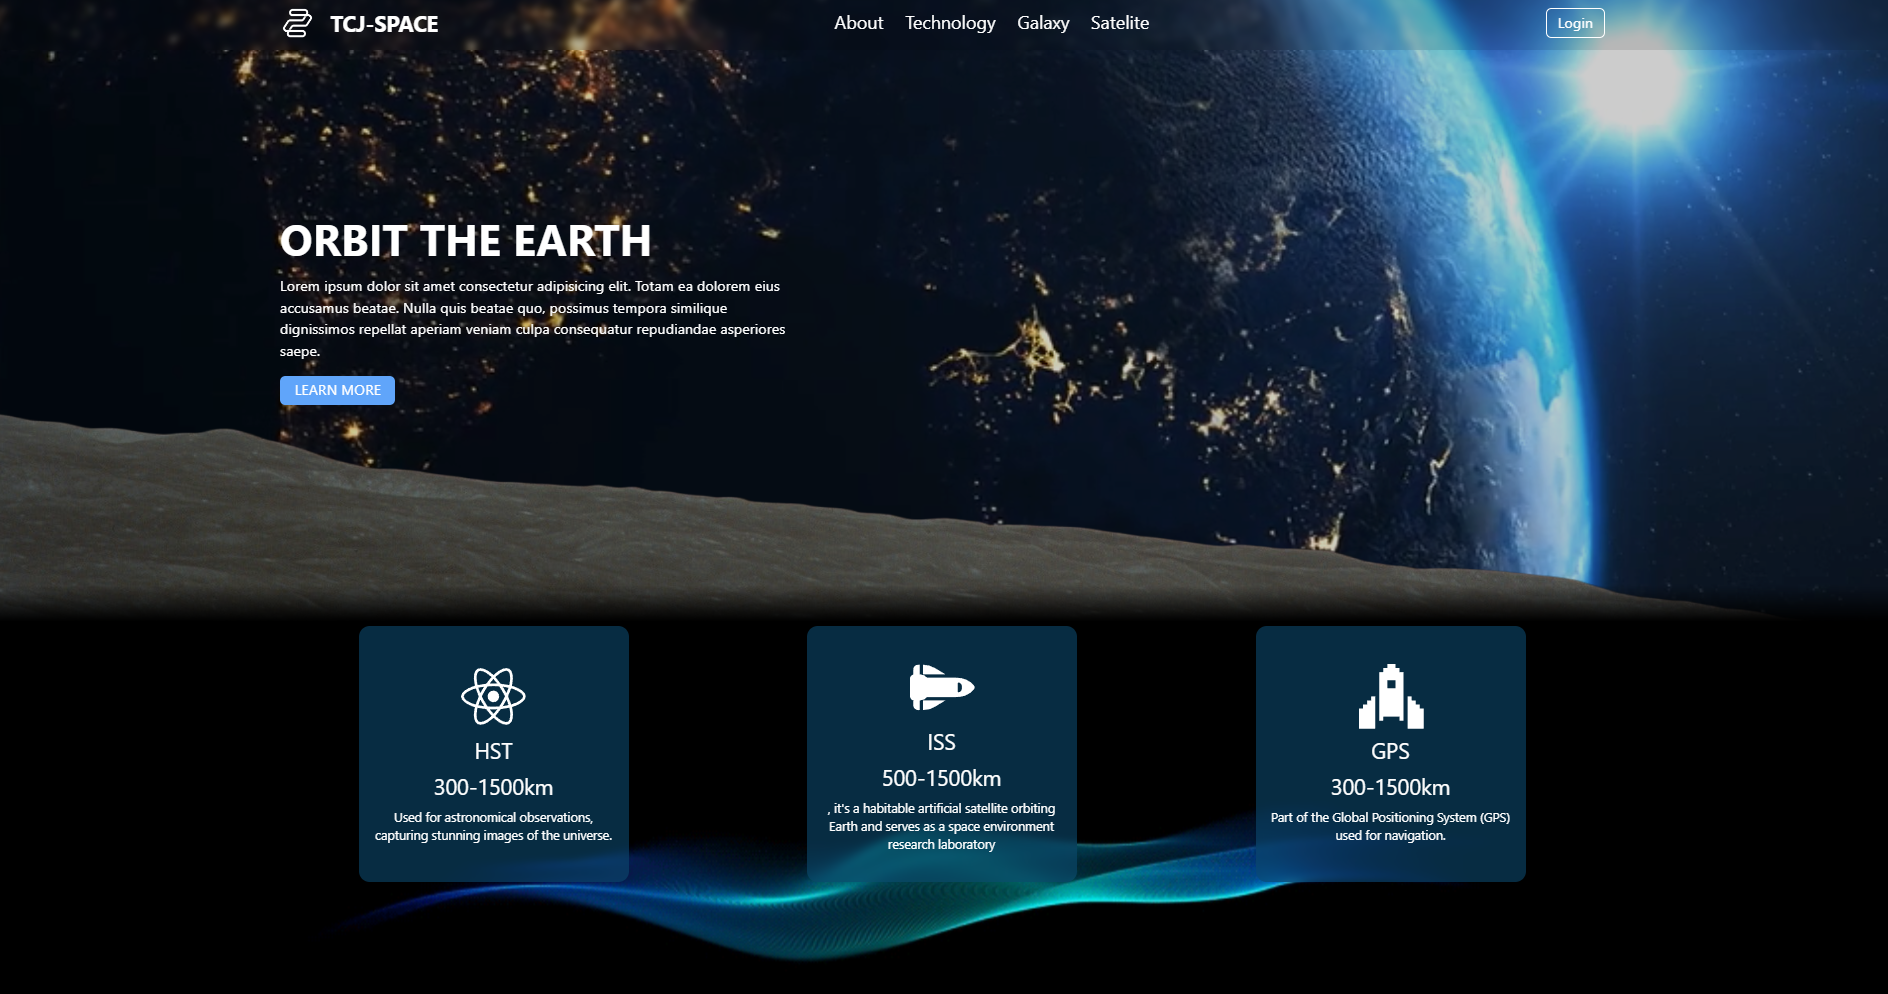 TCJ-SPACE
About Technology Galaxy Satelite
Login
ORBIT THE EARTH
Lorem ipsum dolor sit amet consectetur adipisicing elit. Totam ea dolorem eius
accusamus beatae. Nulla quis beatae quo, possimus tempora similique
dignissimos repellat aperiam veniam culpa consequatur repudiandae asperiores
saepe.
LEARN MORE
HST
300-1500km
Used for astronomical observations,
capturing stunning images of the universe.
ISS
500-1500km
, it's a habitable artificial satellite orbiting
Earth and serves as a space environment
research laboratory
GPS
300-1500km
Part of the Global Positioning System (GPS)
used for navigation.